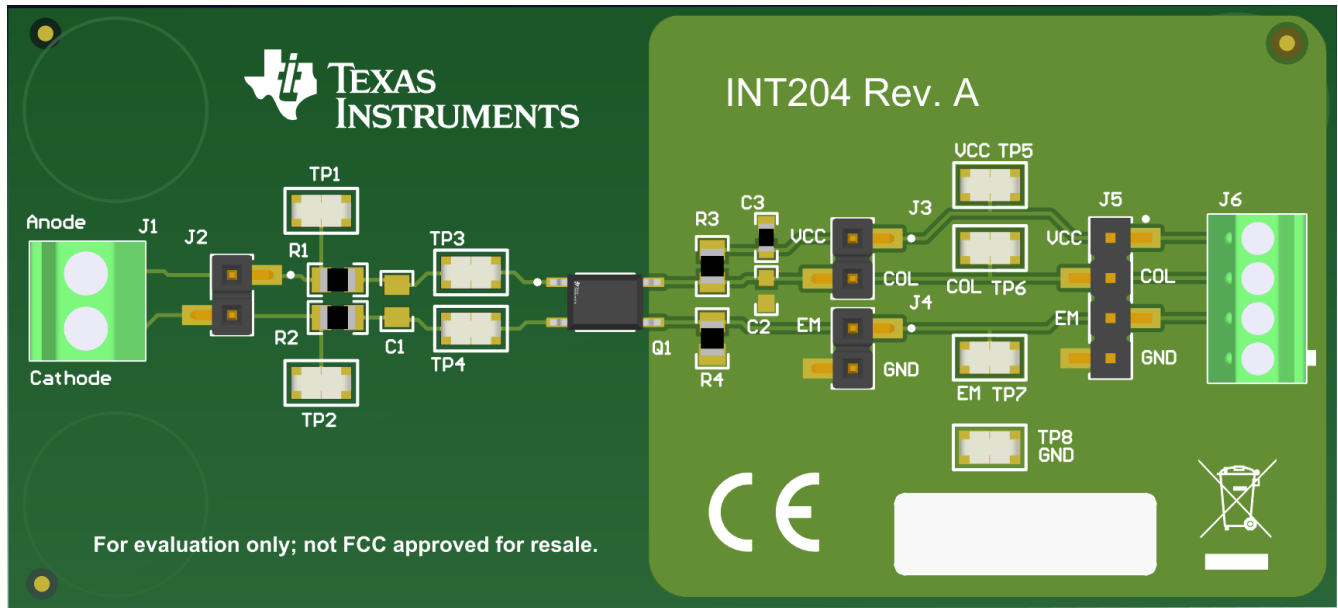 TEXAS
INSTRUMENTS
INT204 Rev. A
TP1
Anode
J1
J2
R1
TP3
R2
C1
TP4
Cathode
TP2
Q1
R3
C3
VCC
J3
COL
J4
C2
EM
R4
GND
VCC TP5
COL TP6
EM TP7
TP8
GND
J5
VCC
COL
EM
GND
J6
CE
For evaluation only; not FCC approved for resale.